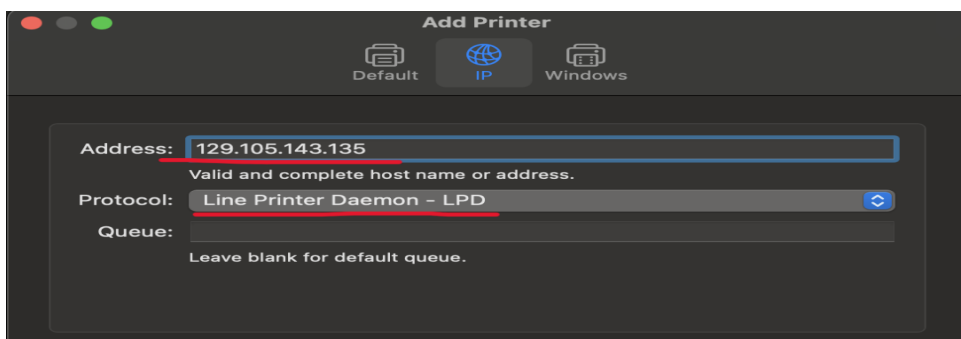 Add Printer
Default IP Windows
Address: 129.105.143.135
Valid and complete host name or address.
Protocol: Line Printer Daemon - LPD
Queue:
Leave blank for default queue.